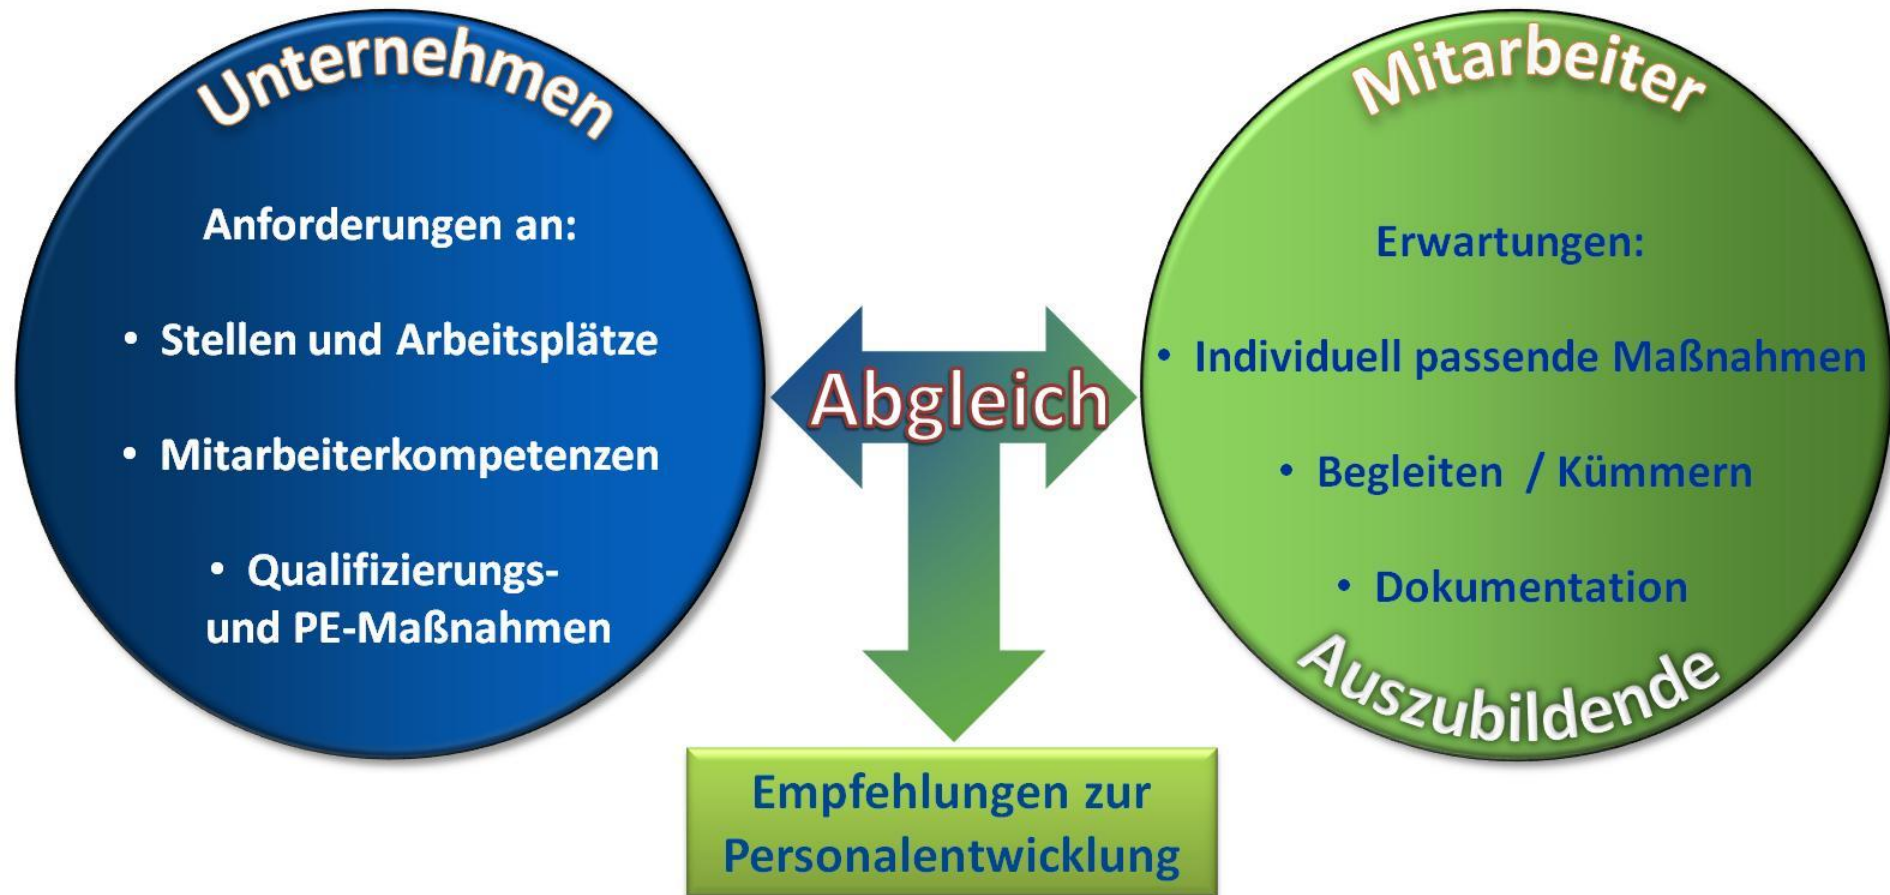 Unternehmen
Anforderungen an:
• Stellen und Arbeitsplätze
• Mitarbeiterkompetenzen
• Qualifizierungs-
und PE-Maßnahmen
Abgleich
Mitarbeiter
Erwartungen:
• Individuell passende Maßnahmen
• Begleiten / Kümmern
• Dokumentation
Auszubildende
Empfehlungen zur
Personalentwicklung